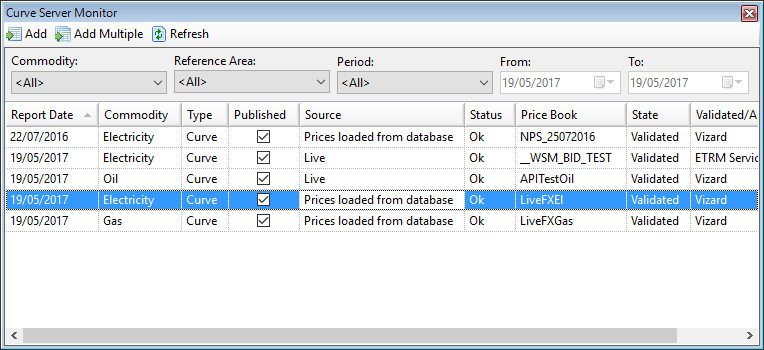 Curve Server Monitor
Add Add Multiple Refresh
Commodity: Reference Area: Period: From: To:
<All> <All> <All> 19/05/2017 19/05/2017
Report Date Commodity Type Published Source Status Price Book State Validated/A
22/07/2016 Electricity Curve Prices loaded from database Ok NPS_25072016 Validated Vizard
19/05/2017 Electricity Curve Live Ok __WSM_BID_TEST Validated ETRM Servic
19/05/2017 Oil Curve Live Ok APITestOil Validated Vizard
19/05/2017 Electricity Curve Prices loaded from database Ok LiveFXEl Validated Vizard
19/05/2017 Gas Curve Prices loaded from database Ok LiveFXGas Validated Vizard